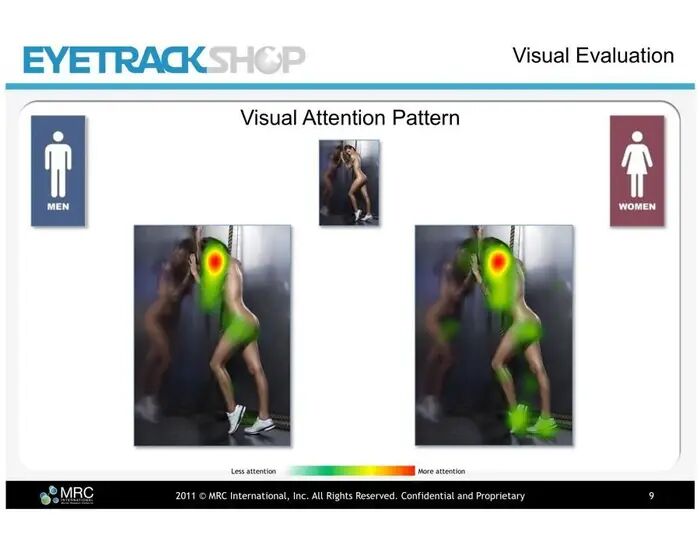 EYETRACKSHOP
Visual Evaluation
Visual Attention Pattern
MEN
WOMEN
Less attention
More attention
MRC
INTERNATIONAL
2011 © MRC International, Inc. All Rights Reserved. Confidential and Proprietary
9